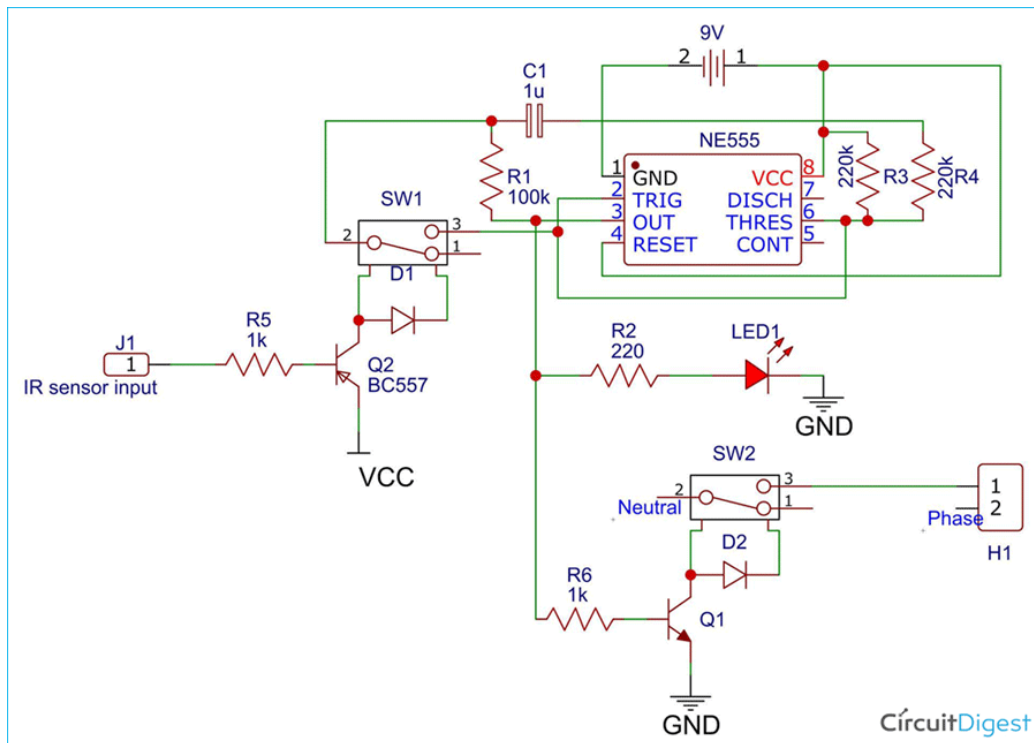 9V
2 1
C1
1u
NE555
1 GND VCC 8
2 TRIG DISCH 7
3 OUT THRES 6
4 RESET CONT 5
220k
R3
220k
R4
R1
100k
SW1
2
3
1
D1
R5
1k
J1
1
IR sensor input
Q2
BC557
VCC
R2
220
LED1
GND
SW2
2
3
1
Neutral
1
2
Phase
H1
D2
R6
1k
Q1
GND
CircuitDigest